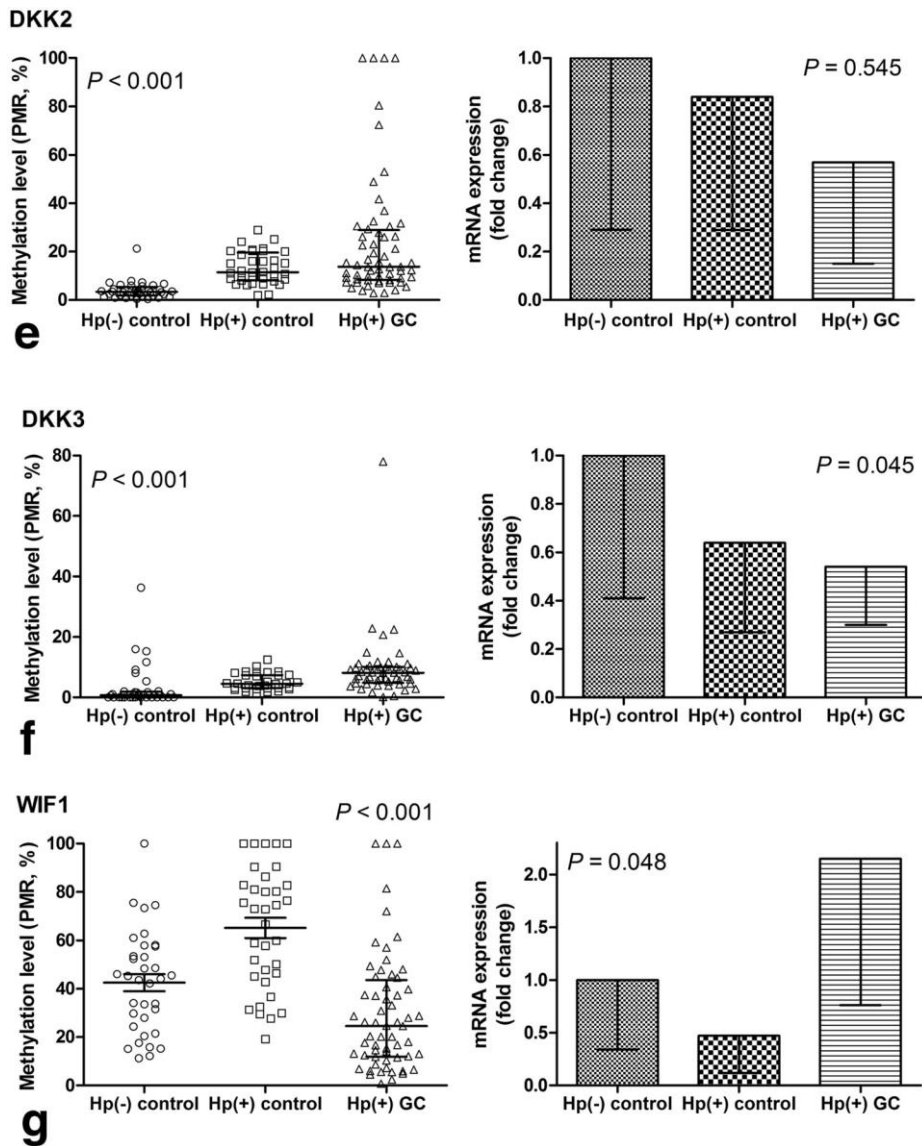 DKK2
Methylation level (PMR, %)
100
80
60
40
20
0
P < 0.001
Hp(-) control
Hp(+) control
Hp(+) GC
mRNA expression
(fold change)
1.0
0.8
0.6
0.4
0.2
0.0
P = 0.545
Hp(-) control
Hp(+) control
Hp(+) GC
e
DKK3
Methylation level (PMR, %)
80
60
40
20
0
P < 0.001
Hp(-) control
Hp(+) control
Hp(+) GC
mRNA expression
(fold change)
1.0
0.8
0.6
0.4
0.2
0.0
P = 0.045
Hp(-) control
Hp(+) control
Hp(+) GC
f
WIF1
Methylation level (PMR, %)
100
80
60
40
20
0
P < 0.001
Hp(-) control
Hp(+) control
Hp(+) GC
mRNA expression
(fold change)
2.0
1.5
1.0
0.5
0.0
P = 0.048
Hp(-) control
Hp(+) control
Hp(+) GC
g